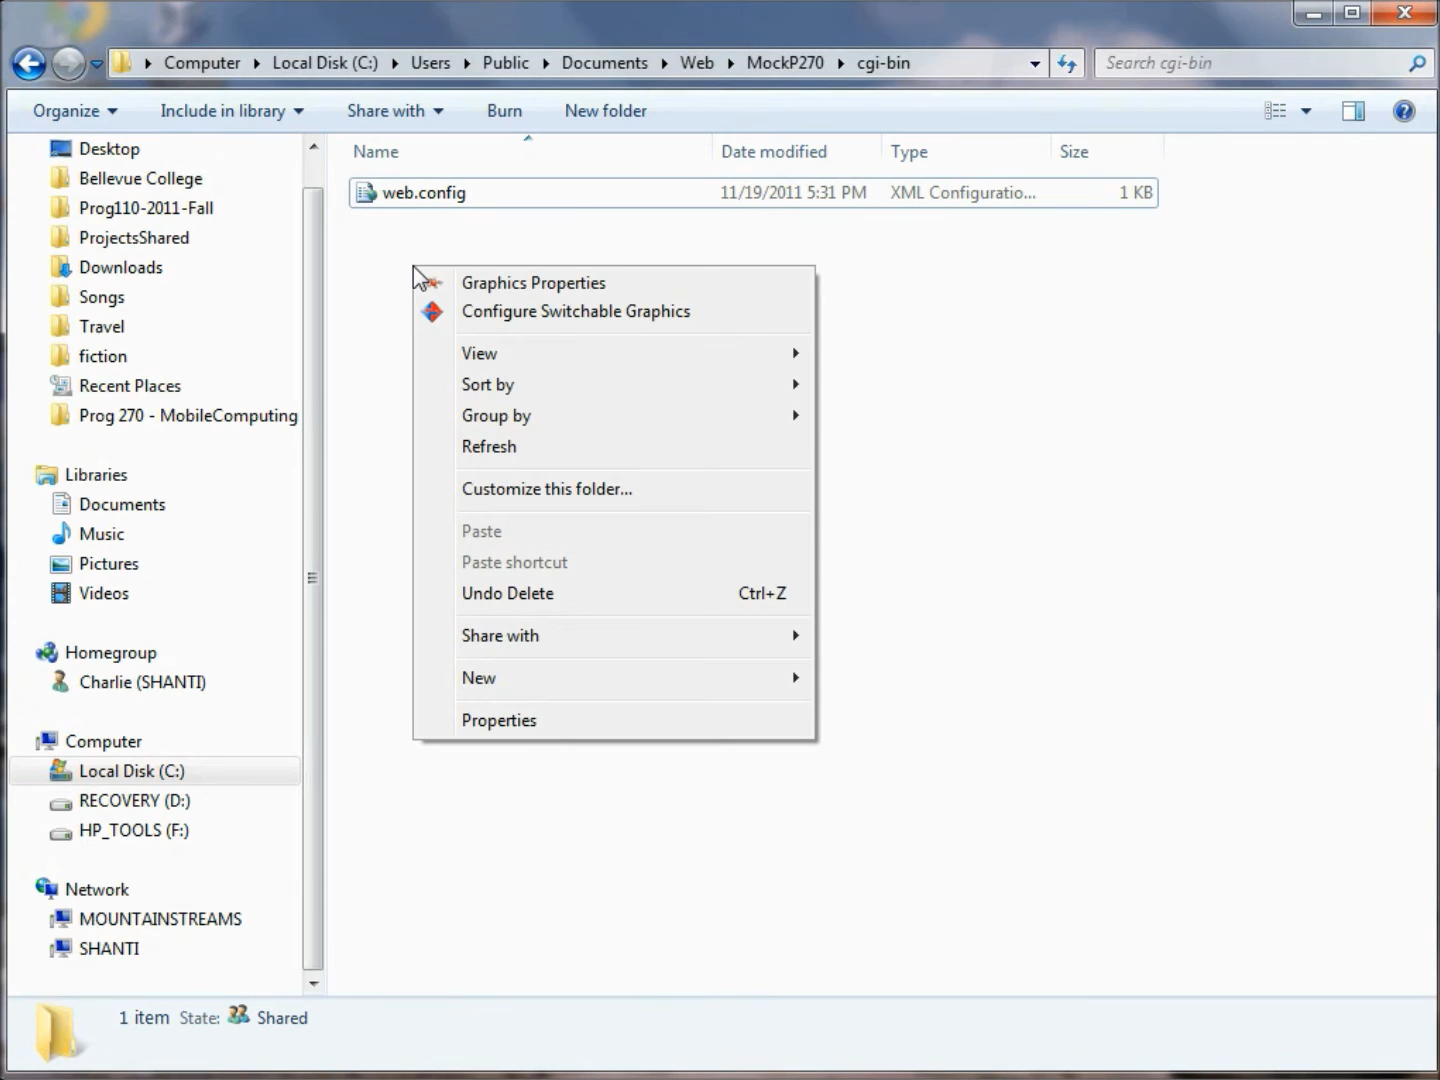 Computer Local Disk (C:) Users Public Documents Web MockP270 cgi-bin
Search cgi-bin
Organize Include in library Share with Burn New folder
Desktop
Bellevue College
Prog110-2011-Fall
ProjectsShared
Downloads
Songs
Travel
fiction
Recent Places
Prog 270 - MobileComputing
Libraries
Documents
Music
Pictures
Videos
Homegroup
Charlie (SHANTI)
Computer
Local Disk (C:)
RECOVERY (D:)
HP_TOOLS (F:)
Network
MOUNTAINSTREAMS
SHANTI
Name Date modified Type Size
web.config 11/19/2011 5:31 PM XML Configuratio... 1 KB
Graphics Properties
Configure Switchable Graphics
View
Sort by
Group by
Refresh
Customize this folder...
Paste
Paste shortcut
Undo Delete Ctrl+Z
Share with
New
Properties
1 item State: Shared